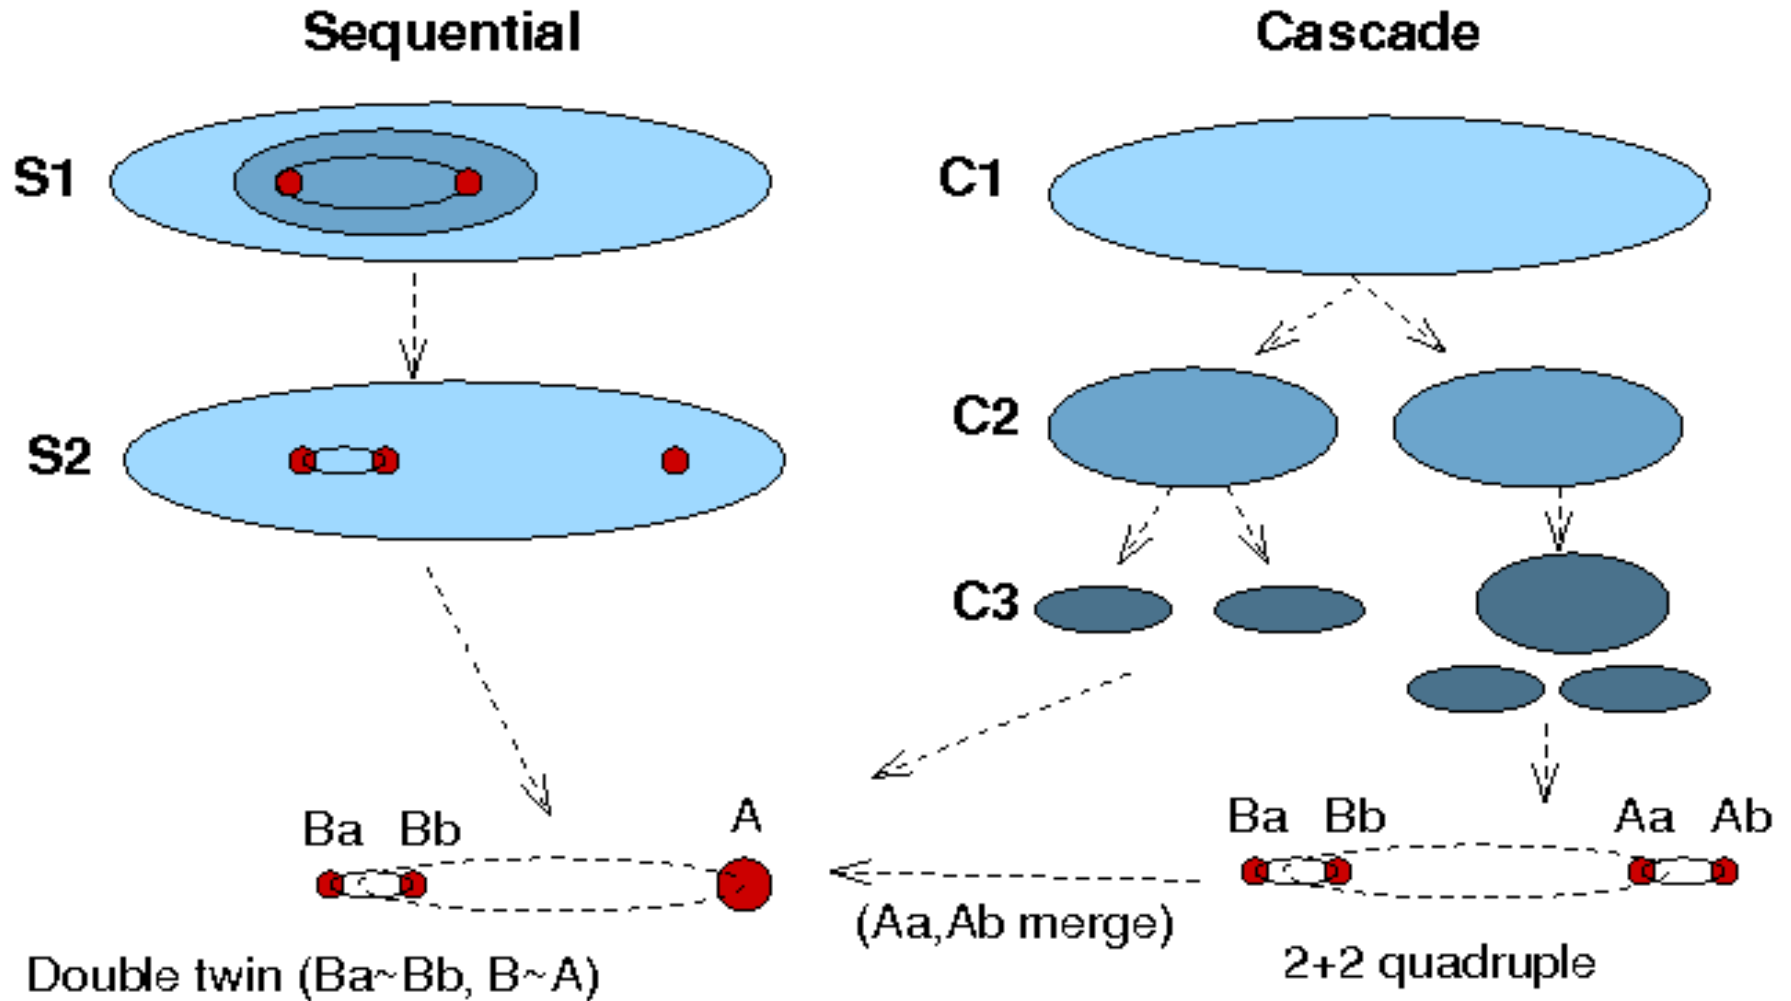 Sequential
Cascade
S1
C1
S2
C2
C3
Ba Bb
A
Ba Bb
Aa Ab
(Aa,Ab merge)
Double twin (Ba~Bb, B~A)
2+2 quadruple